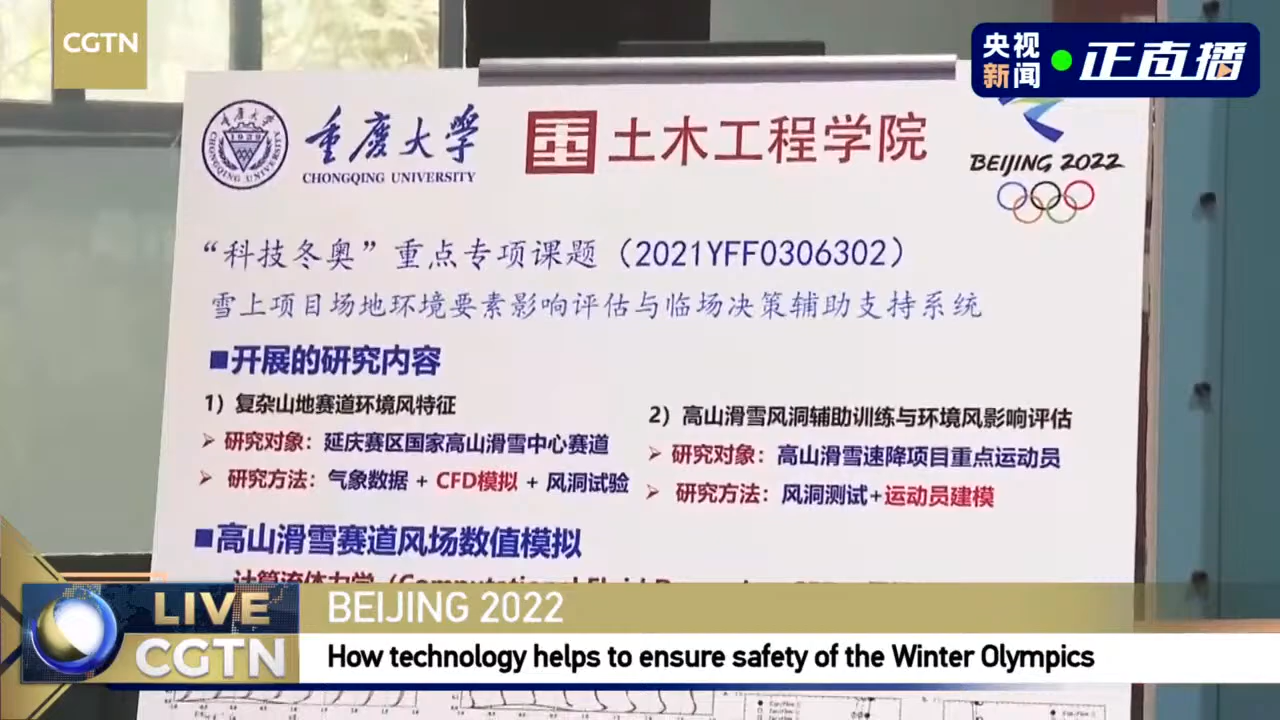 CGTN
央视新闻 正直播
重庆大学
CHONGQING UNIVERSITY
土木工程学院
BEIJING 2022
“科技冬奥”重点专项课题（2021YFF0306302）
雪上项目场地环境要素影响评估与临场决策辅助支持系统
■开展的研究内容
1）复杂山地赛道环境风特征
➢ 研究对象：延庆赛区国家高山滑雪中心赛道
➢ 研究方法：气象数据 + CFD模拟 + 风洞试验
2）高山滑雪风洞辅助训练与环境风影响评估
➢ 研究对象：高山滑雪速降项目重点运动员
➢ 研究方法：风洞测试+运动员建模
■高山滑雪赛道风场数值模拟
计算流体力学（Computational Fluid
LIVE
CGTN
BEIJING 2022
How technology helps to ensure safety of the Winter Olympics